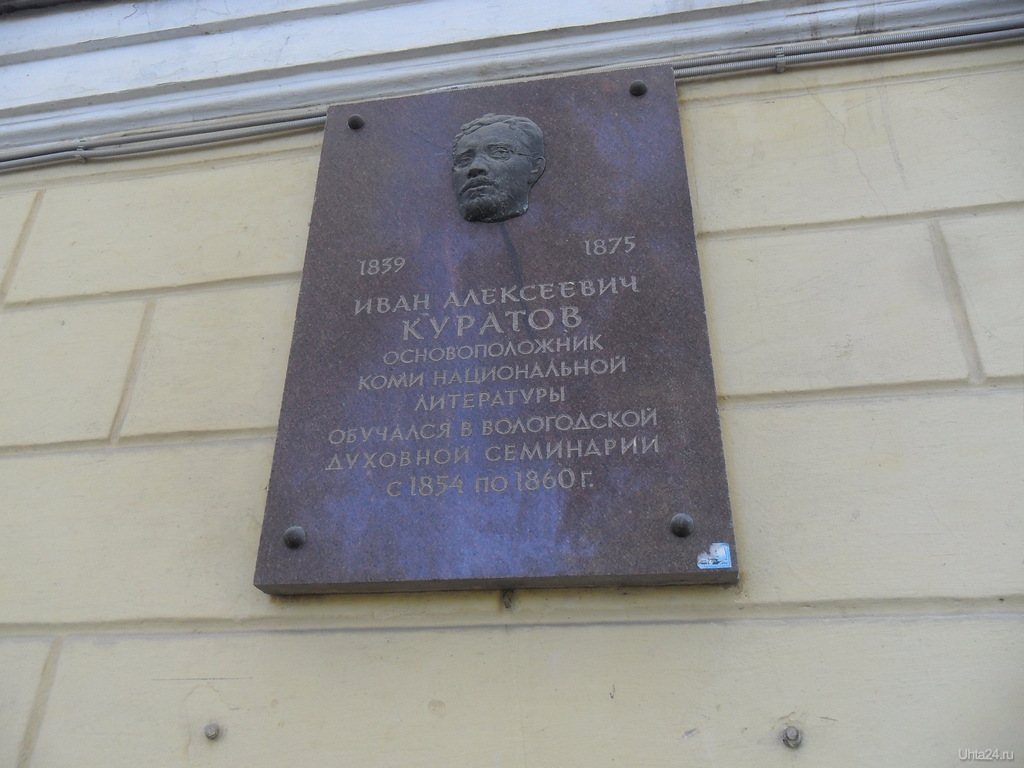 1839 1875
ИВАН АЛЕКСЕЕВИЧ
КУРАТОВ
ОСНОВОПОЛОЖНИК
КОМИ НАЦИОНАЛЬНОЙ
ЛИТЕРАТУРЫ
ОБУЧАЛСЯ В ВОЛОГОДСКОЙ
ДУХОВНОЙ СЕМИНАРИИ
С 1854 ПО 1860 Г.
Uhta24.ru